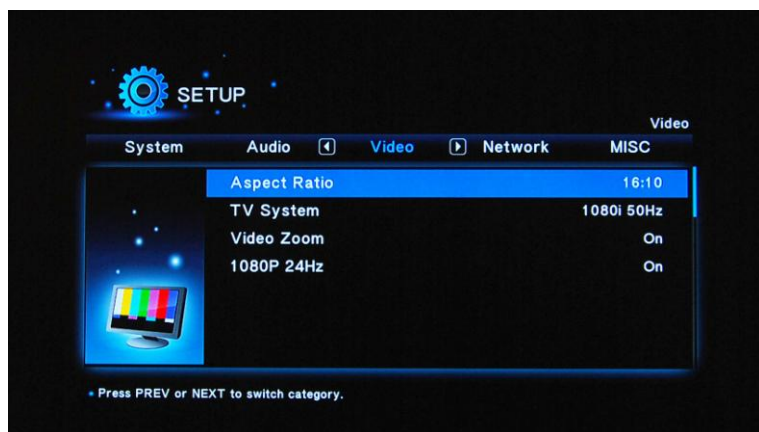 SETUP
Video
System Audio Video Network MISC
Aspect Ratio 16:10
TV System 1080i 50Hz
Video Zoom On
1080P 24Hz On
Press PREV or NEXT to switch category.